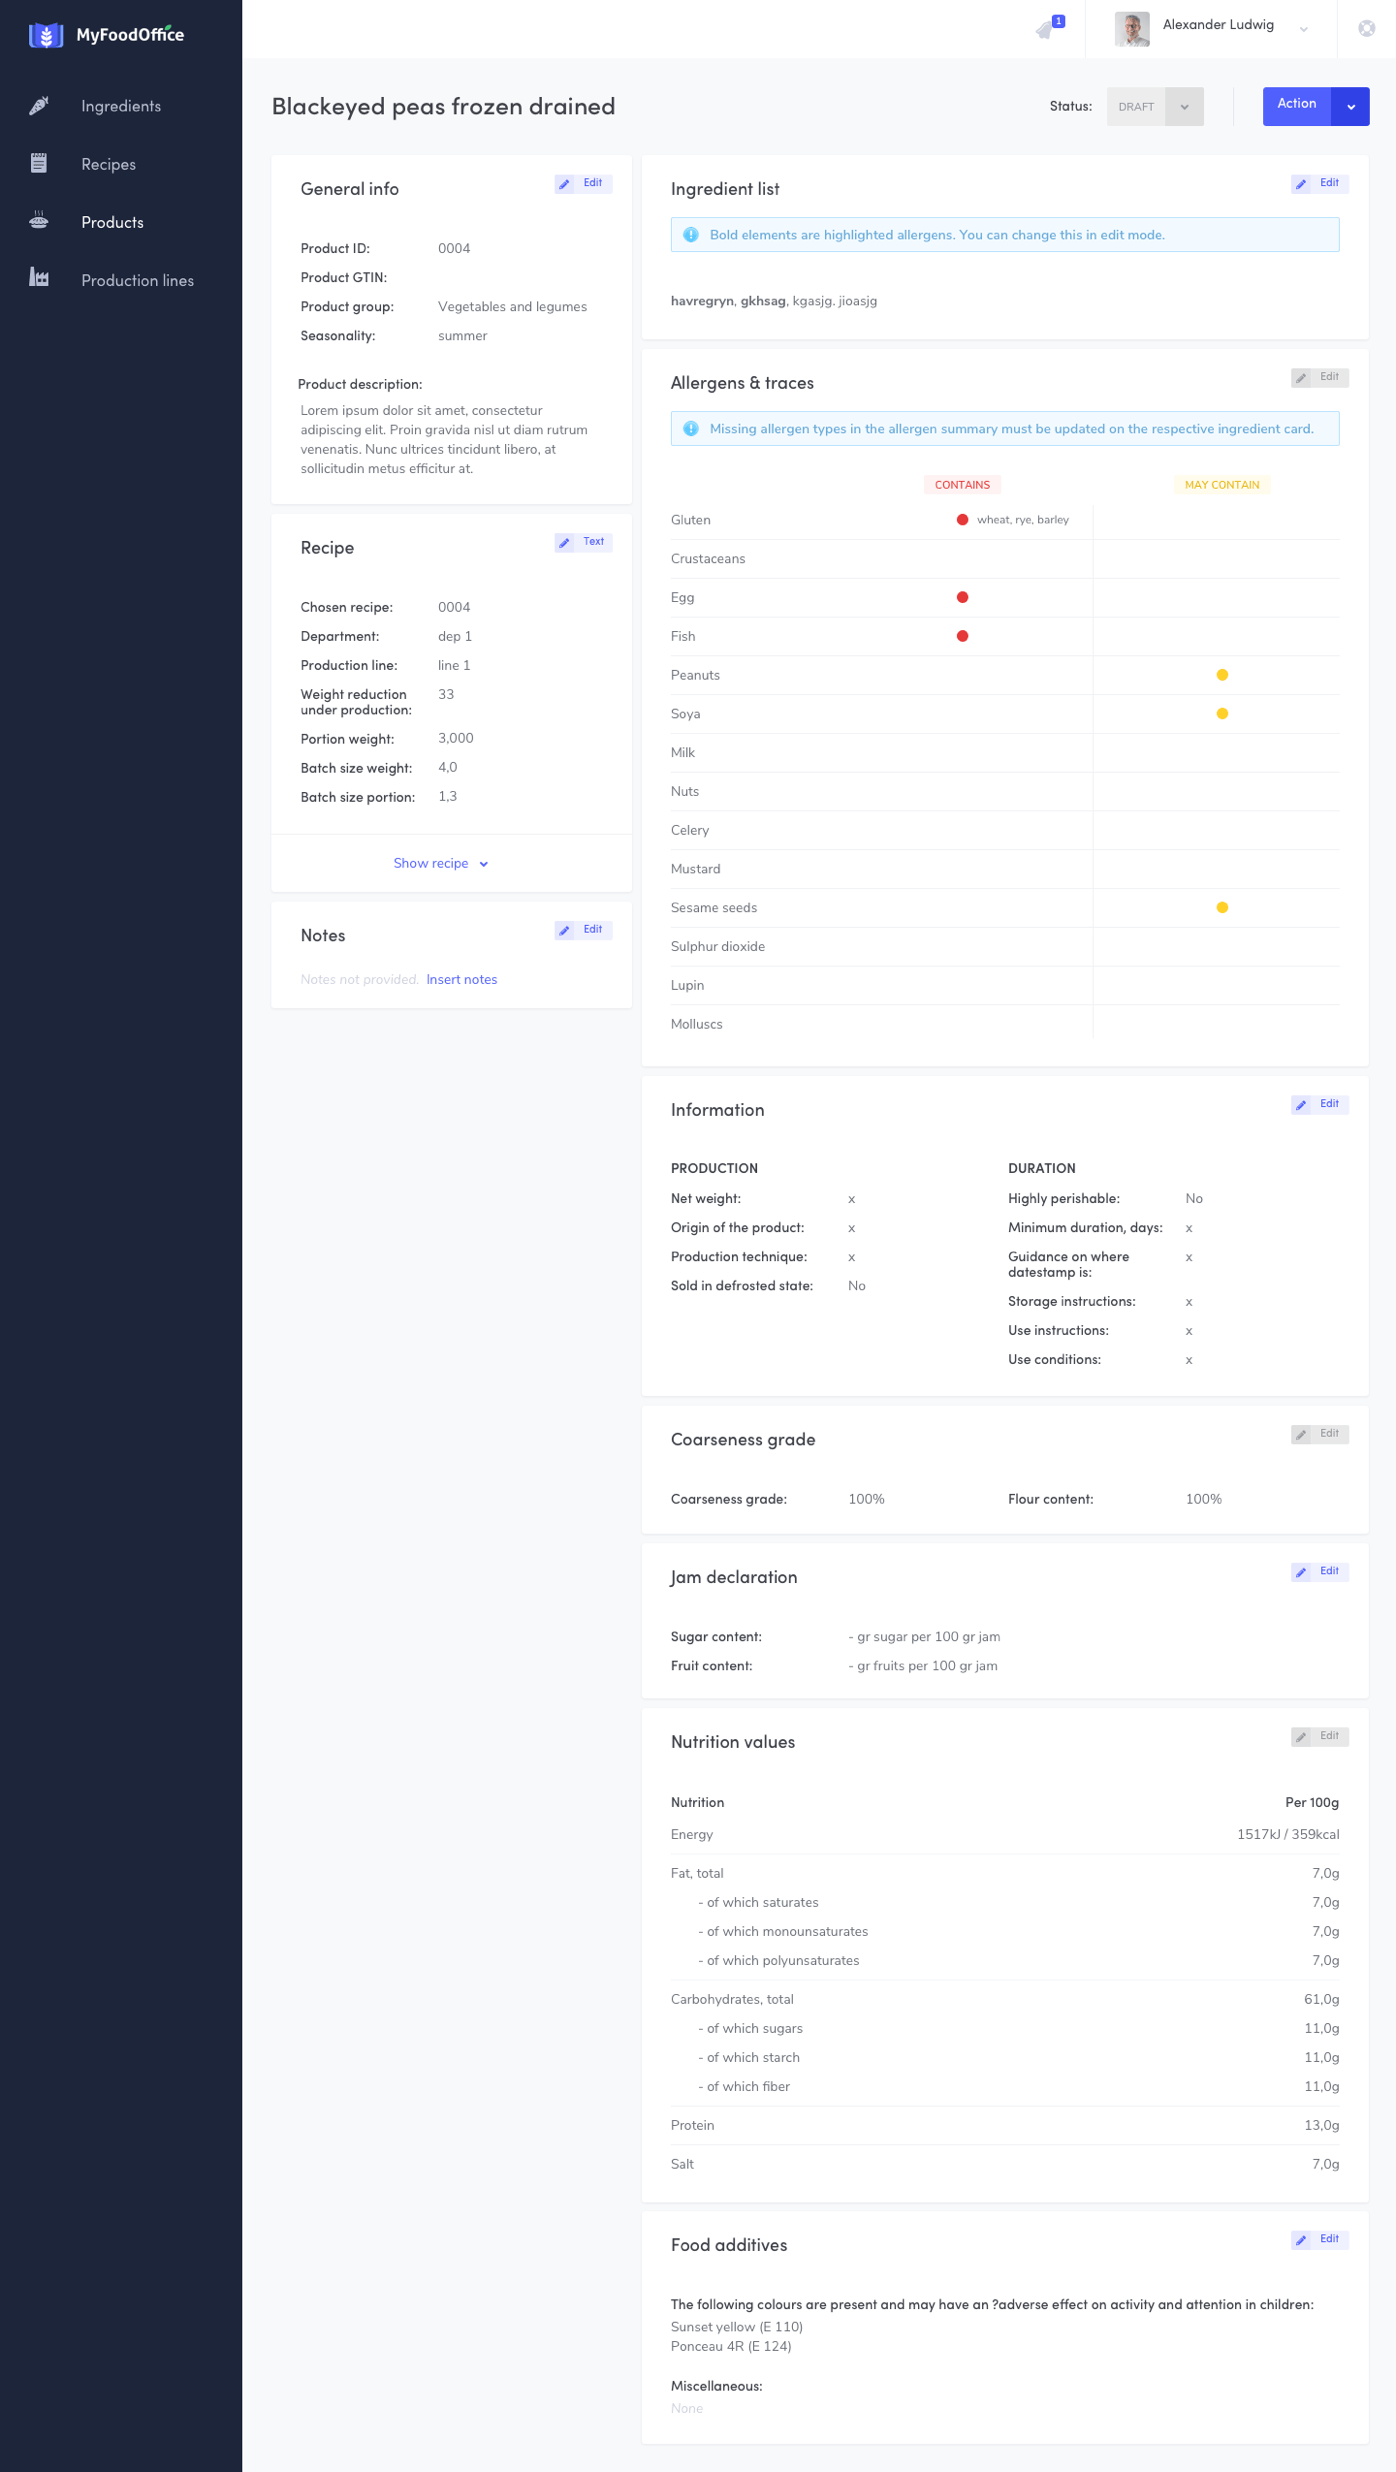 MyFoodOffice
1
Alexander Ludwig
Ingredients
Recipes
Products
Production lines
Blackeyed peas frozen drained
Status:
DRAFT
Action
General info
Edit
Product ID: 0004
Product GTIN:
Product group: Vegetables and legumes
Seasonality: summer
Product description:
Lorem ipsum dolor sit amet, consectetur
adipiscing elit. Proin gravida nisl ut diam rutrum
venenatis. Nunc ultrices tincidunt libero, at
sollicitudin metus efficitur at.
Recipe
Text
Chosen recipe: 0004
Department: dep 1
Production line: line 1
Weight reduction 33
under production:
Portion weight: 3,000
Batch size weight: 4,0
Batch size portion: 1,3
Show recipe
Notes
Edit
Notes not provided. Insert notes
Ingredient list
Edit
Bold elements are highlighted allergens. You can change this in edit mode.
havregryn, gkhsag, kgasjg. jioasjg
Allergens & traces
Edit
Missing allergen types in the allergen summary must be updated on the respective ingredient card.
CONTAINS MAY CONTAIN
Gluten wheat, rye, barley
Crustaceans
Egg
Fish
Peanuts
Soya
Milk
Nuts
Celery
Mustard
Sesame seeds
Sulphur dioxide
Lupin
Molluscs
Information
Edit
PRODUCTION
Net weight: x
Origin of the product: x
Production technique: x
Sold in defrosted state: No
DURATION
Highly perishable: No
Minimum duration, days: x
Guidance on where x
datestamp is:
Storage instructions: x
Use instructions: x
Use conditions: x
Coarseness grade
Edit
Coarseness grade: 100% Flour content: 100%
Jam declaration
Edit
Sugar content: - gr sugar per 100 gr jam
Fruit content: - gr fruits per 100 gr jam
Nutrition values
Edit
Nutrition Per 100g
Energy 1517kJ / 359kcal
Fat, total 7,0g
- of which saturates 7,0g
- of which monounsaturates 7,0g
- of which polyunsaturates 7,0g
Carbohydrates, total 61,0g
- of which sugars 11,0g
- of which starch 11,0g
- of which fiber 11,0g
Protein 13,0g
Salt 7,0g
Food additives
Edit
The following colours are present and may have an ?adverse effect on activity and attention in children:
Sunset yellow (E 110)
Ponceau 4R (E 124)
Miscellaneous:
None